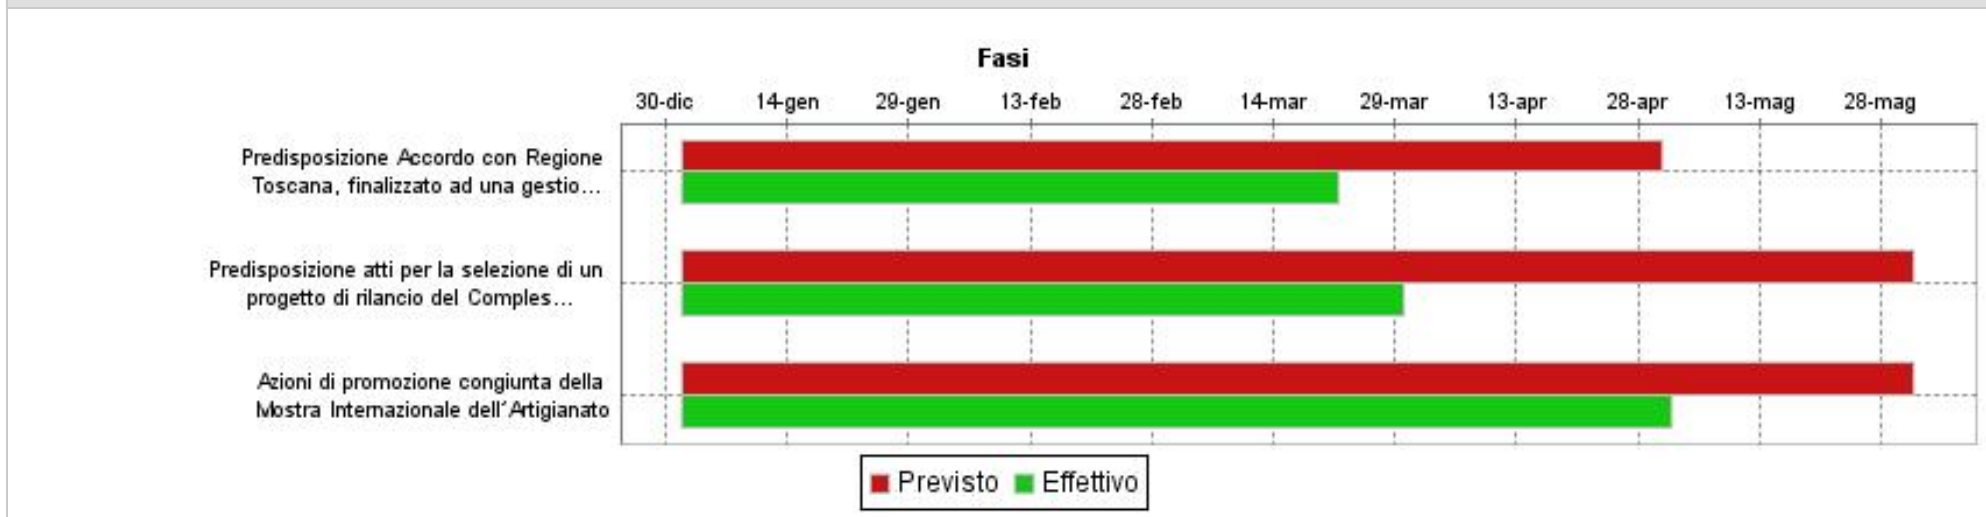 Fasi
30-dic 14-gen 29-gen 13-feb 28-feb 14-mar 29-mar 13-apr 28-apr 13-mag 28-mag
Predisposizione Accordo con Regione
Toscana, finalizzato ad una gestio...
Predisposizione atti per la selezione di un
progetto di rilancio del Comples...
Azioni di promozione congiunta della
Mostra Internazionale dell'Artigianato
Previsto Effettivo